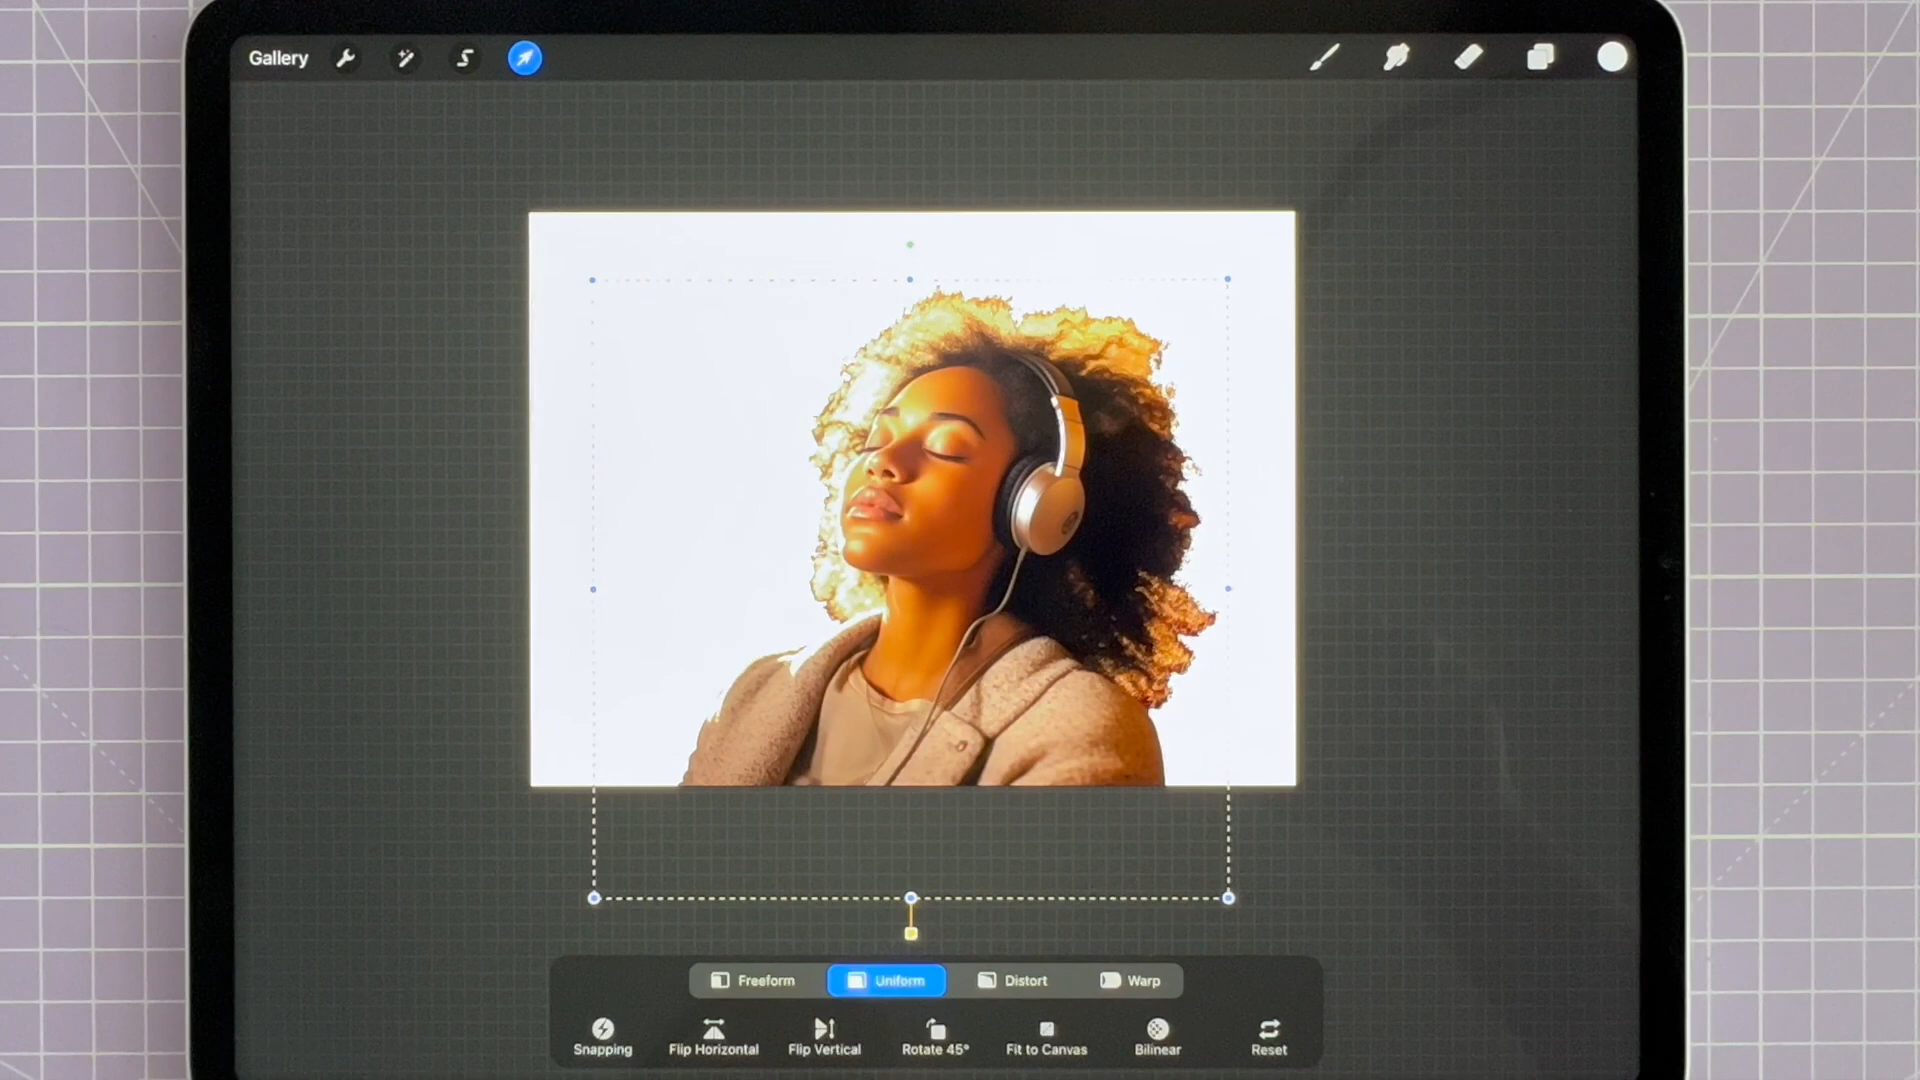 Gallery
Freeform Uniform Distort Warp
Snapping Flip Horizontal Flip Vertical Rotate 45° Fit to Canvas Bilinear Reset